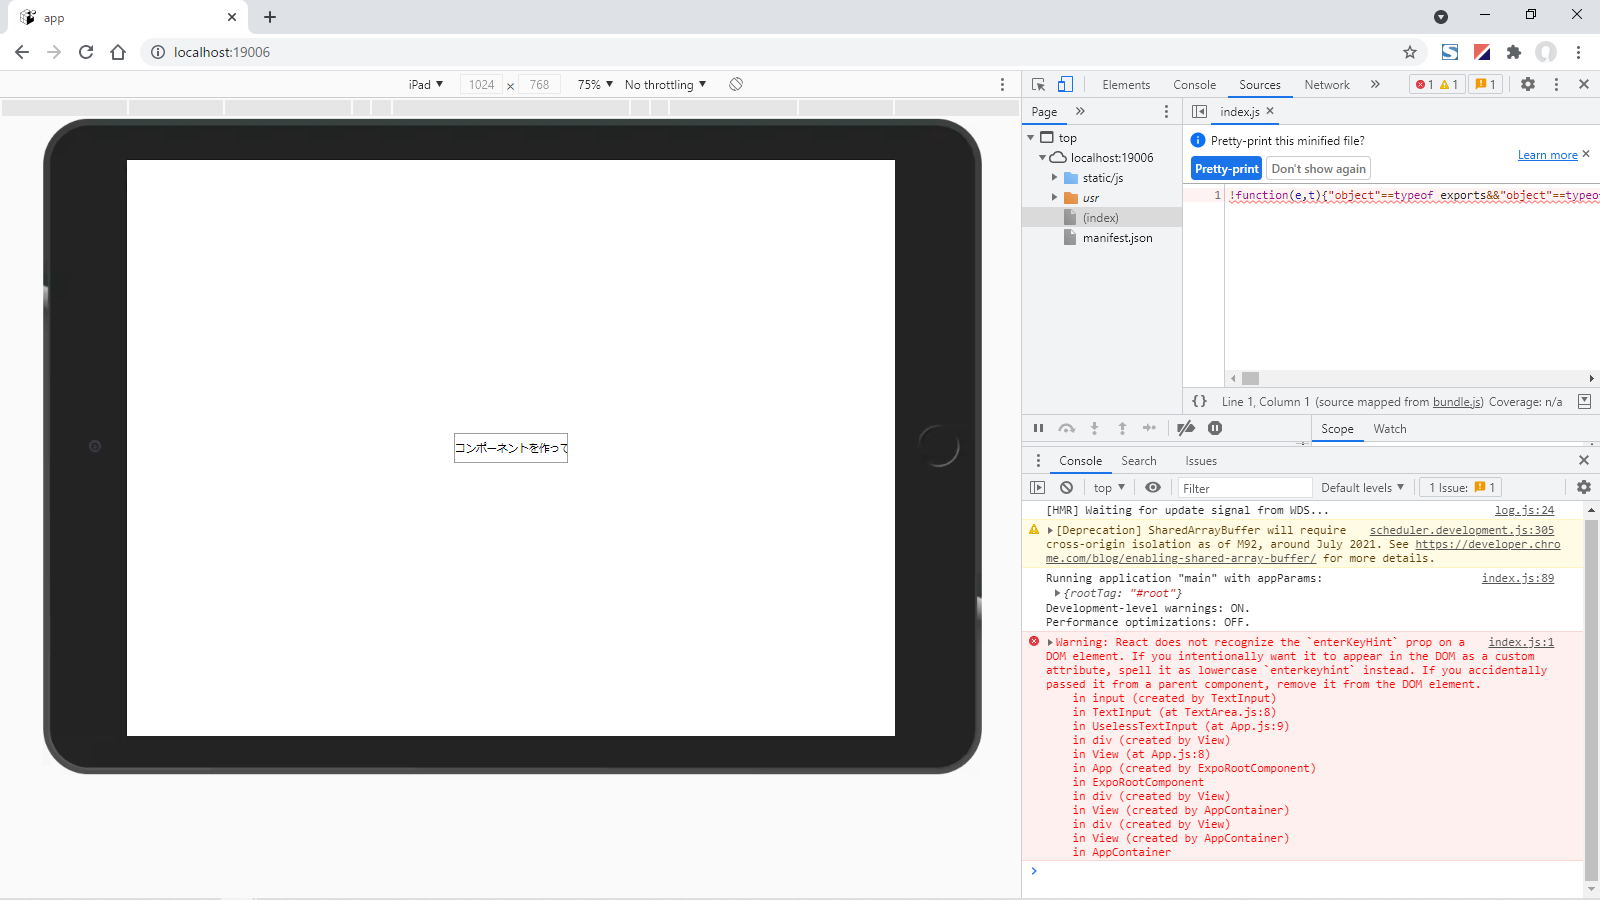 app
localhost:19006
iPad
1024 × 768
75%
No throttling
Elements
Console
Sources
Network
1
1
1
Page
index.js
top
localhost:19006
static/js
usr
(index)
manifest.json
Pretty-print this minified file?
Learn more
Pretty-print
Don't show again
1
!function(e,t){"object"==typeof exports&&"object"==typeo
コンポーネントを作って
{ } Line 1, Column 1 (source mapped from bundle.js) Coverage: n/a
Scope
Watch
Console
Search
Issues
top
Filter
Default levels
1 Issue: 1
[HMR] Waiting for update signal from WDS... log.js:24
[Deprecation] SharedArrayBuffer will require scheduler.development.js:305
cross-origin isolation as of M92, around July 2021. See https://developer.chro
me.com/blog/enabling-shared-array-buffer/ for more details.
Running application "main" with appParams: index.js:89
{rootTag: "#root"}
Development-level warnings: ON.
Performance optimizations: OFF.
Warning: React does not recognize the `enterKeyHint` prop on a index.js:1
DOM element. If you intentionally want it to appear in the DOM as a custom
attribute, spell it as lowercase `enterkeyhint` instead. If you accidentally
passed it from a parent component, remove it from the DOM element.
in input (created by TextInput)
in TextInput (at TextArea.js:8)
in UselessTextInput (at App.js:9)
in div (created by View)
in View (at App.js:8)
in App (created by ExpoRootComponent)
in ExpoRootComponent
in div (created by View)
in View (created by AppContainer)
in div (created by View)
in View (created by AppContainer)
in AppContainer